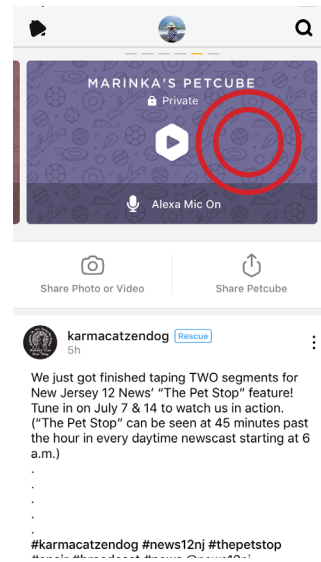 MARINKA'S PETCUBE
Private
Alexa Mic On
Share Photo or Video
Share Petcube
karmacatzendog Rescue
5h
We just got finished taping TWO segments for
New Jersey 12 News' "The Pet Stop" feature!
Tune in on July 7 & 14 to watch us in action.
("The Pet Stop" can be seen at 45 minutes past
the hour in every daytime newscast starting at 6
a.m.)
.
.
.
.
.
#karmacatzendog #news12nj #thepetstop